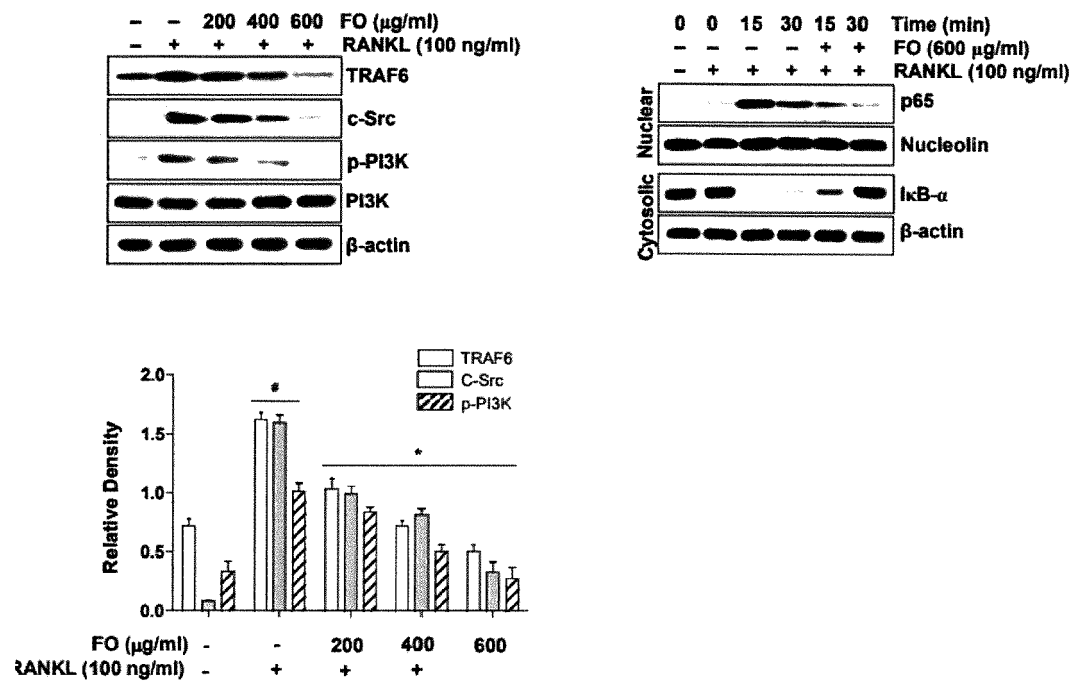 – – 200 400 600 FO (µg/ml)
– + + + + RANKL (100 ng/ml)
TRAF6
c-Src
p-PI3K
PI3K
β-actin
0 0 15 30 15 30 Time (min)
– – – – + + FO (600 µg/ml)
– + + + + + RANKL (100 ng/ml)
Nuclear
p65
Nucleolin
Cytosolic
IκB-α
β-actin
TRAF6
C-Src
p-PI3K
Relative Density
2.0
1.5
1.0
0.5
0.0
#
*
FO (µg/ml) - - 200 400 600
RANKL (100 ng/ml) - + + +